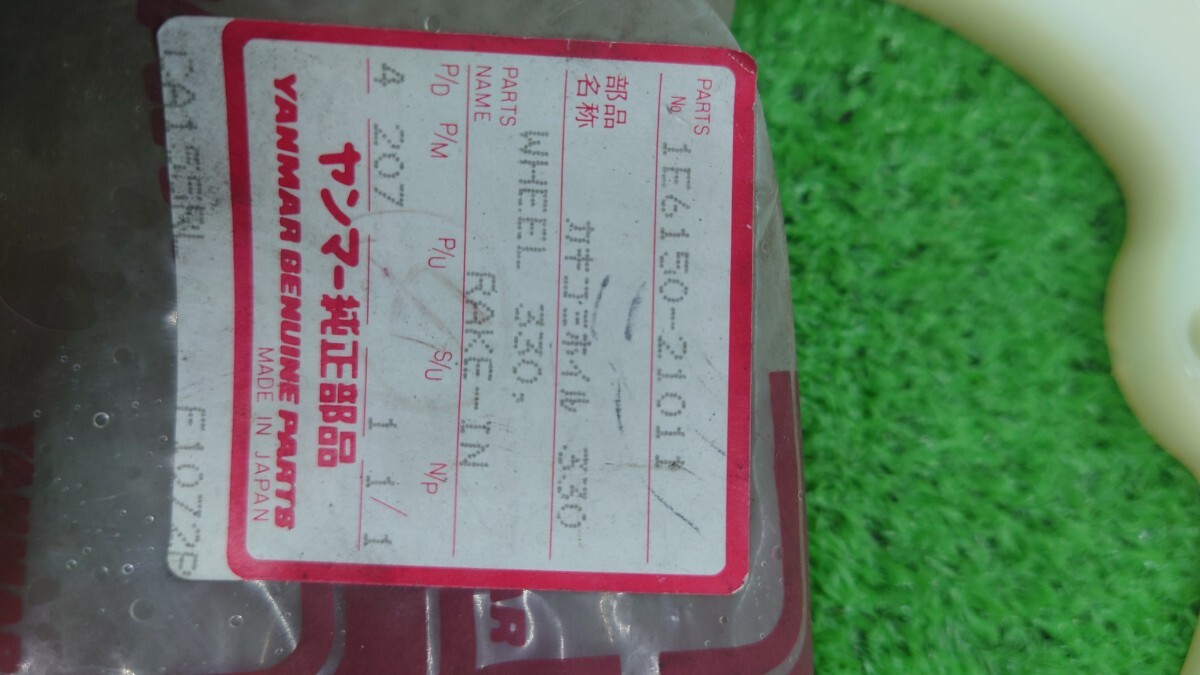 PARTS No 1E6150-21011
部品名称 カキコミホイル 330
PARTS NAME WHEEL 330, RAKE-IN
P/D P/M P/U S/U N/P
4 207 1 1/1
ヤンマー純正部品
YANMAR GENUINE PARTS
MADE IN JAPAN